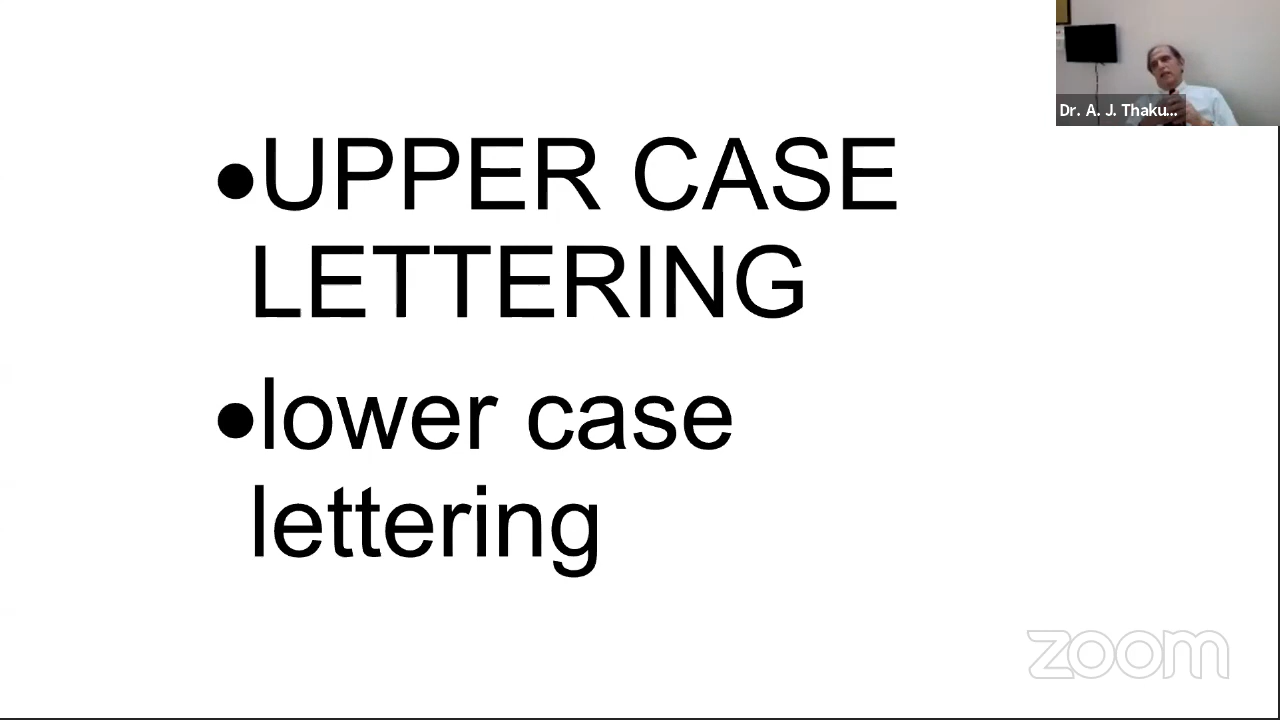 •UPPER CASE
LETTERING
•lower case
lettering
Dr. A. J. Thaku...
zoom